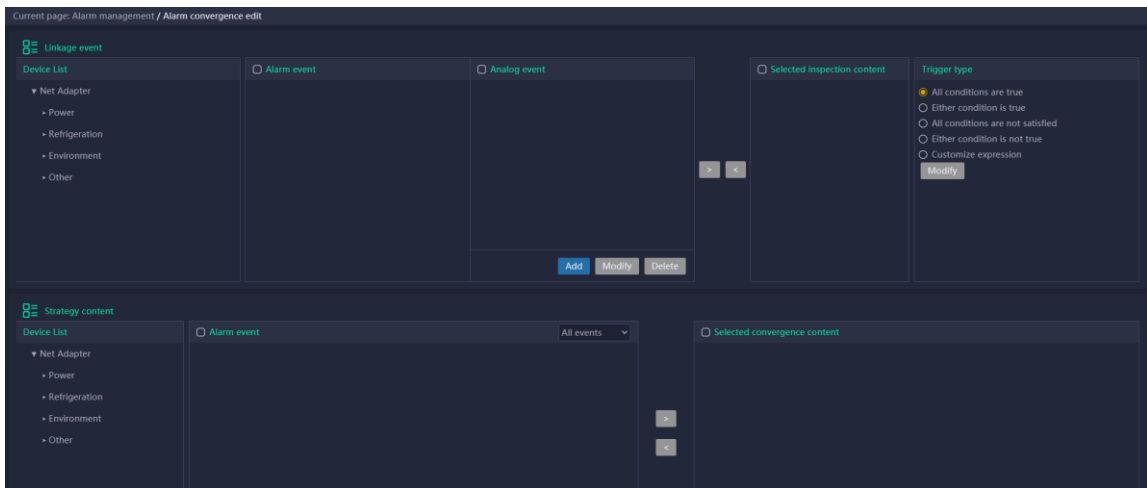 Current page: Alarm management / Alarm convergence edit
Linkage event
Device List
Net Adapter
Power
Refrigeration
Environment
Other
Alarm event
Analog event
Add Modify Delete
> <
Selected inspection content
Trigger type
All conditions are true
Either condition is true
All conditions are not satisfied
Either condition is not true
Customize expression
Modify
Strategy content
Device List
Net Adapter
Power
Refrigeration
Environment
Other
Alarm event All events
>
<
Selected convergence content